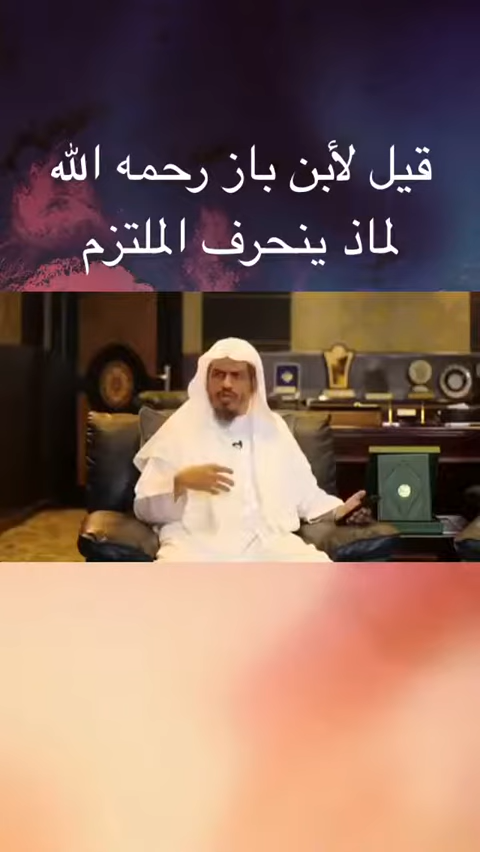 قيل لأبن باز رحمه الله
لماذ ينحرف الملتزم